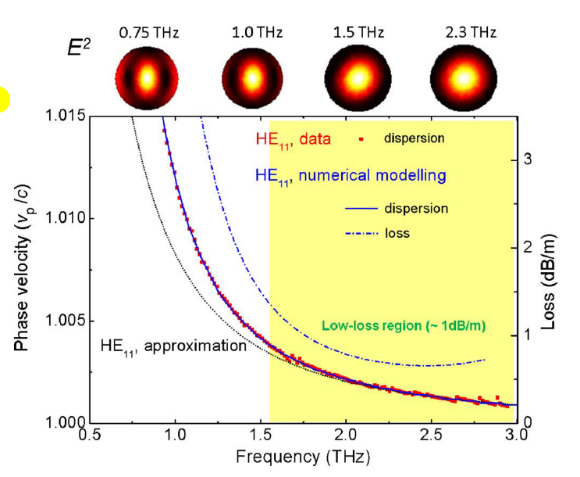 0.75 THz 1.0 THz 1.5 THz 2.3 THz
E²
1.015
1.010
1.005
1.000
Phase velocity (vₚ/c)
HE₁₁, data dispersion
HE₁₁, numerical modelling
dispersion
loss
Low-loss region (~ 1dB/m)
HE₁₁, approximation
3
2
1
0
Loss (dB/m)
0.5 1.0 1.5 2.0 2.5 3.0
Frequency (THz)